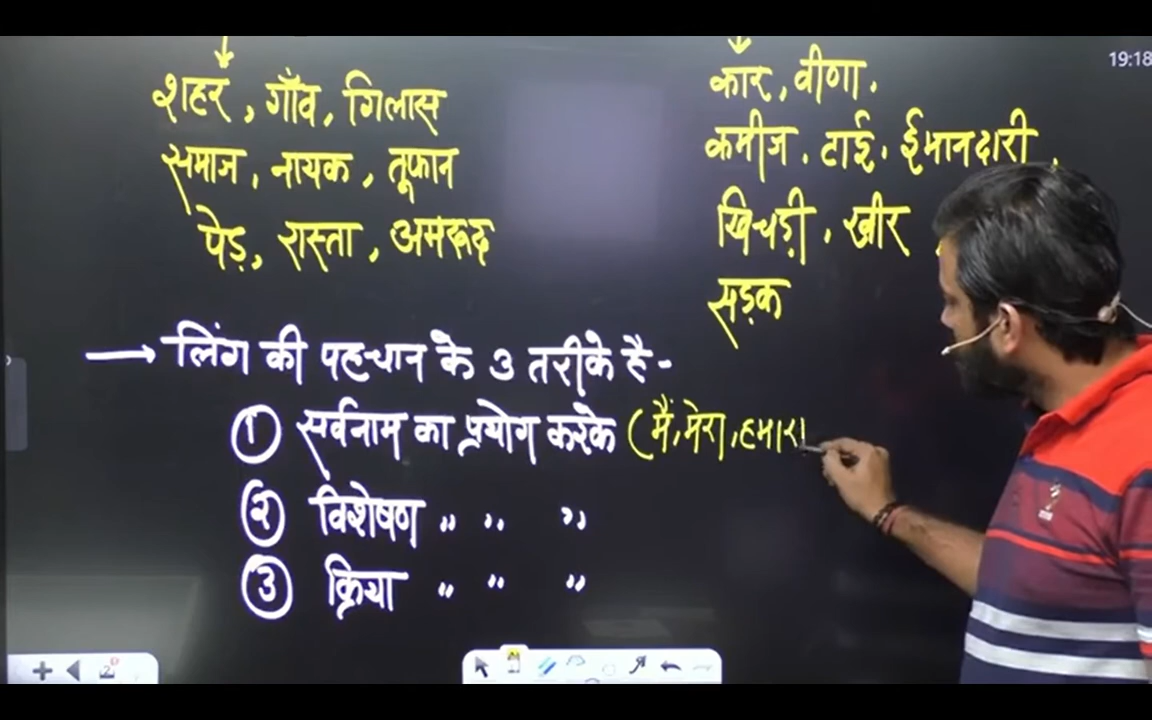 19:18
शहर, गाँव, गिलास
समाज, नायक, तूफान
पेड़, रास्ता, अमरूद
कार, वीणा,
कमीज, टाई, ईमानदारी,
खिचड़ी, खीर
सड़क
→ लिंग की पहचान के 3 तरीके है-
① सर्वनाम का प्रयोग करके (मैं, मेरा, हमारा
② विशेषण " " "
③ क्रिया " " "